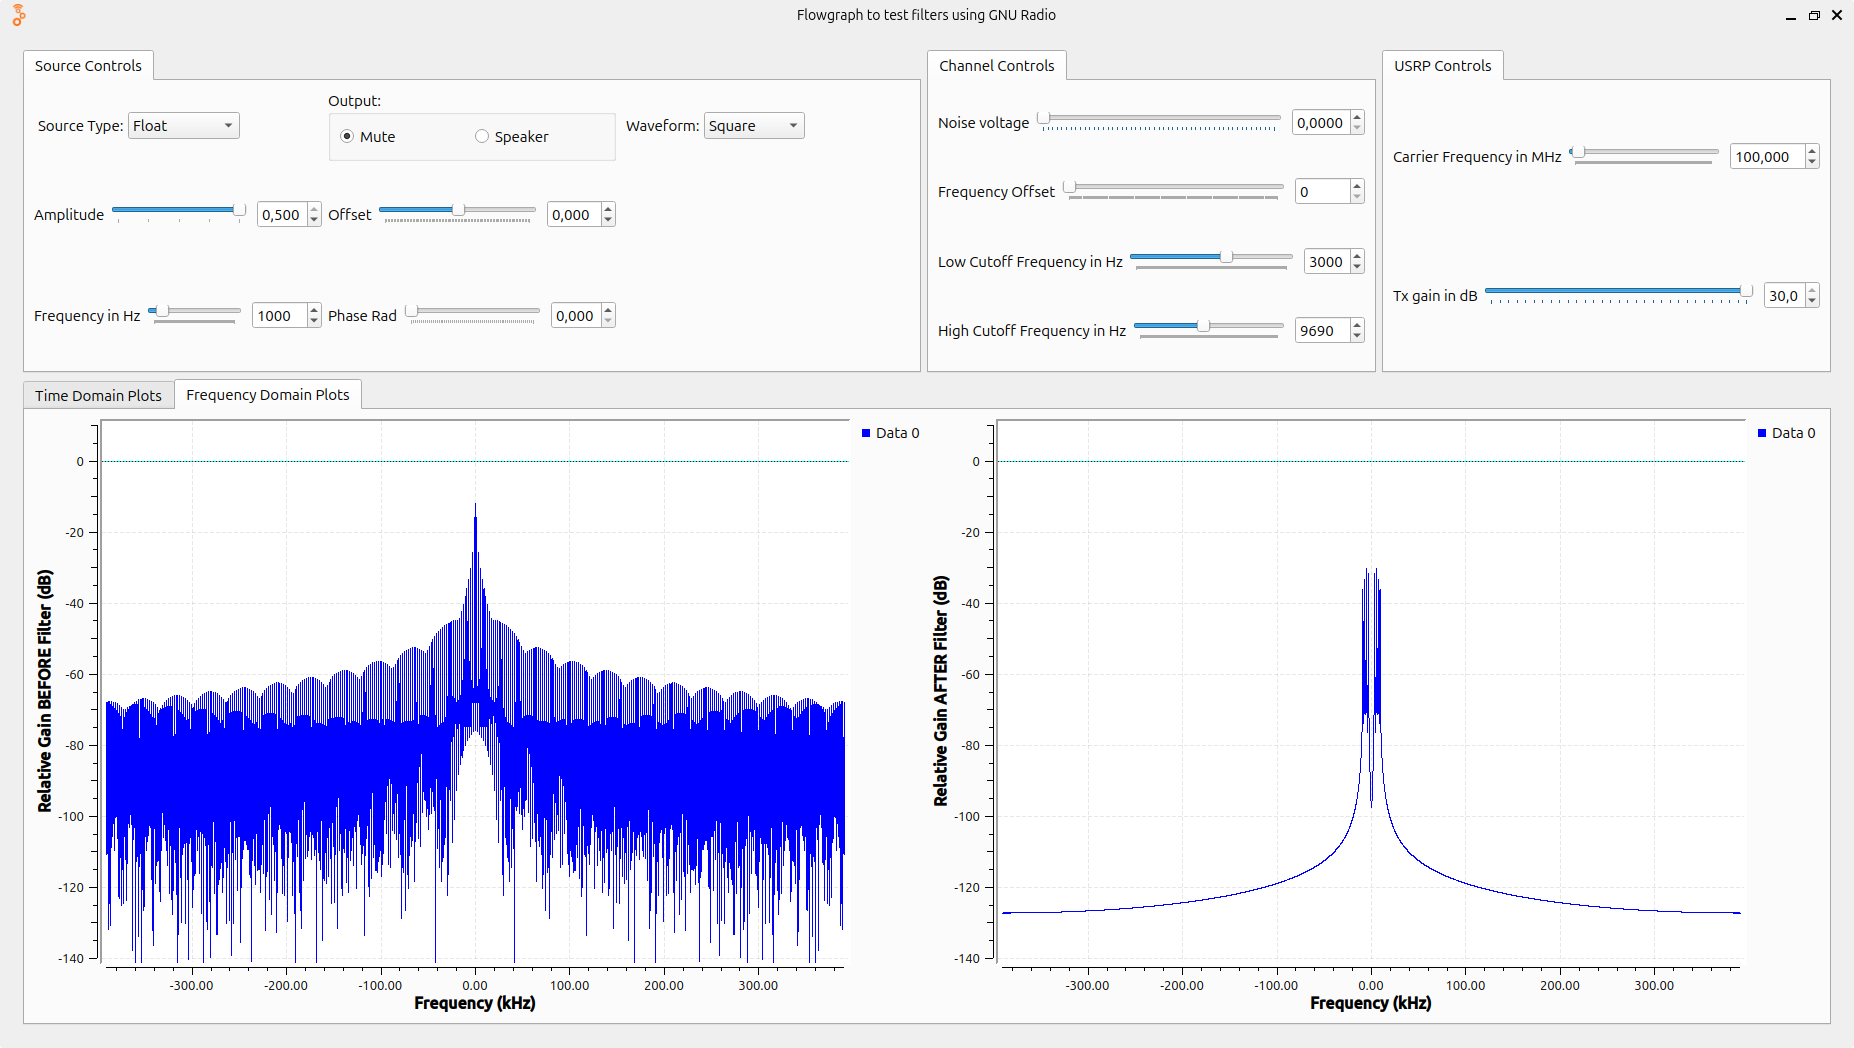 Flowgraph to test filters using GNU Radio
Source Controls
Source Type: Float
Output:
Mute
Speaker
Waveform: Square
Amplitude 0,500
Offset 0,000
Frequency in Hz 1000
Phase Rad 0,000
Channel Controls
Noise voltage 0,0000
Frequency Offset 0
Low Cutoff Frequency in Hz 3000
High Cutoff Frequency in Hz 9690
USRP Controls
Carrier Frequency in MHz 100,000
Tx gain in dB 30,0
Time Domain Plots
Frequency Domain Plots
Relative Gain BEFORE Filter (dB)
0
-20
-40
-60
-80
-100
-120
-140
-300.00 -200.00 -100.00 0.00 100.00 200.00 300.00
Frequency (kHz)
Data 0
Relative Gain AFTER Filter (dB)
0
-20
-40
-60
-80
-100
-120
-140
-300.00 -200.00 -100.00 0.00 100.00 200.00 300.00
Frequency (kHz)
Data 0